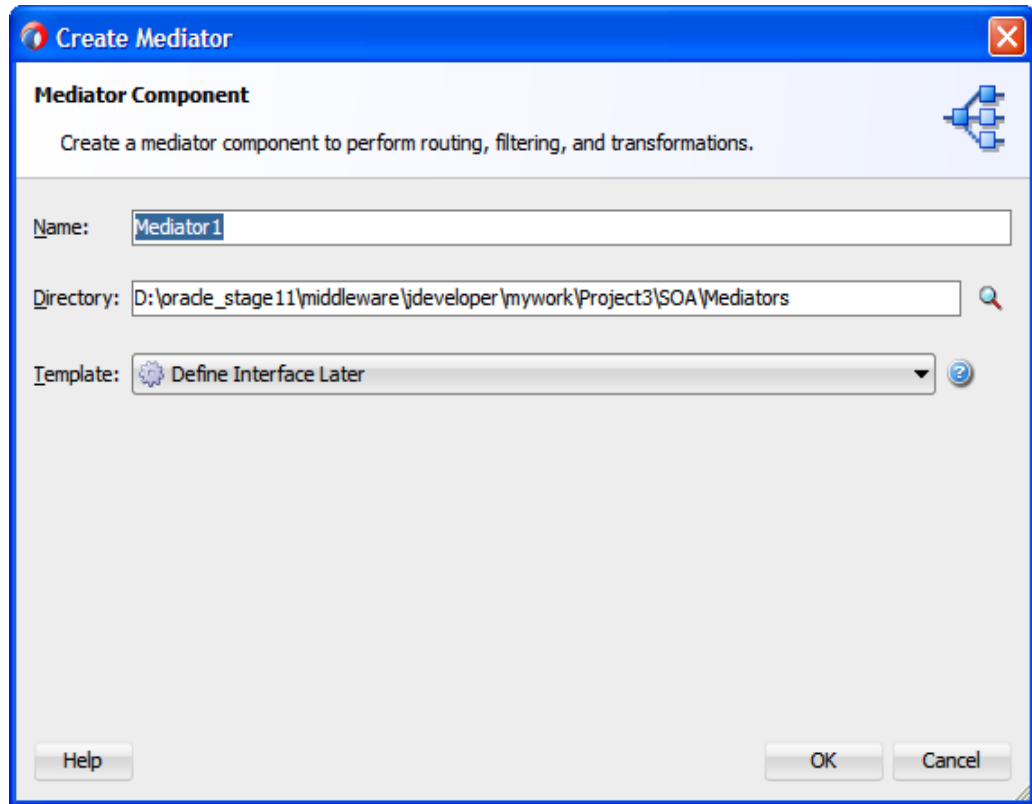 Create Mediator
Mediator Component
Create a mediator component to perform routing, filtering, and transformations.
Name: Mediator1
Directory: D:\oracle_stage11\middleware\jdeveloper\mywork\Project3\SOA\Mediators
Template: Define Interface Later
Help OK Cancel